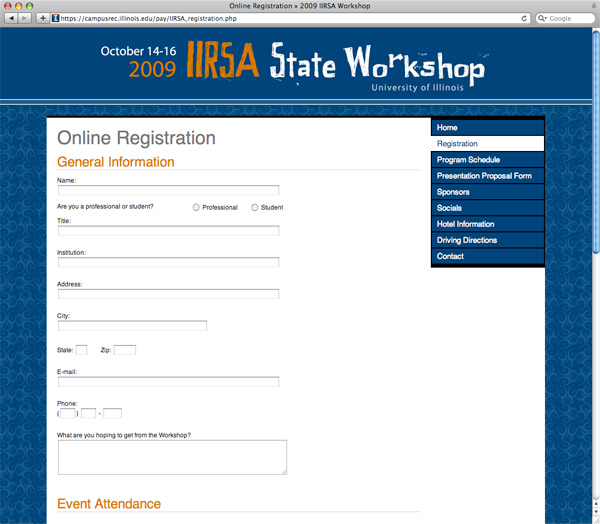 Online Registration » 2009 IIRSA Workshop
https://campusrec.illinois.edu/pay/IIRSA_registration.php
Google
October 14-16
2009 IIRSA State Workshop
University of Illinois
Online Registration
General Information
Name:
Are you a professional or student? Professional Student
Title:
Institution:
Address:
City:
State: Zip:
E-mail:
Phone:
( ) -
What are you hoping to get from the Workshop?
Event Attendance
Home
Registration
Program Schedule
Presentation Proposal Form
Sponsors
Socials
Hotel Information
Driving Directions
Contact